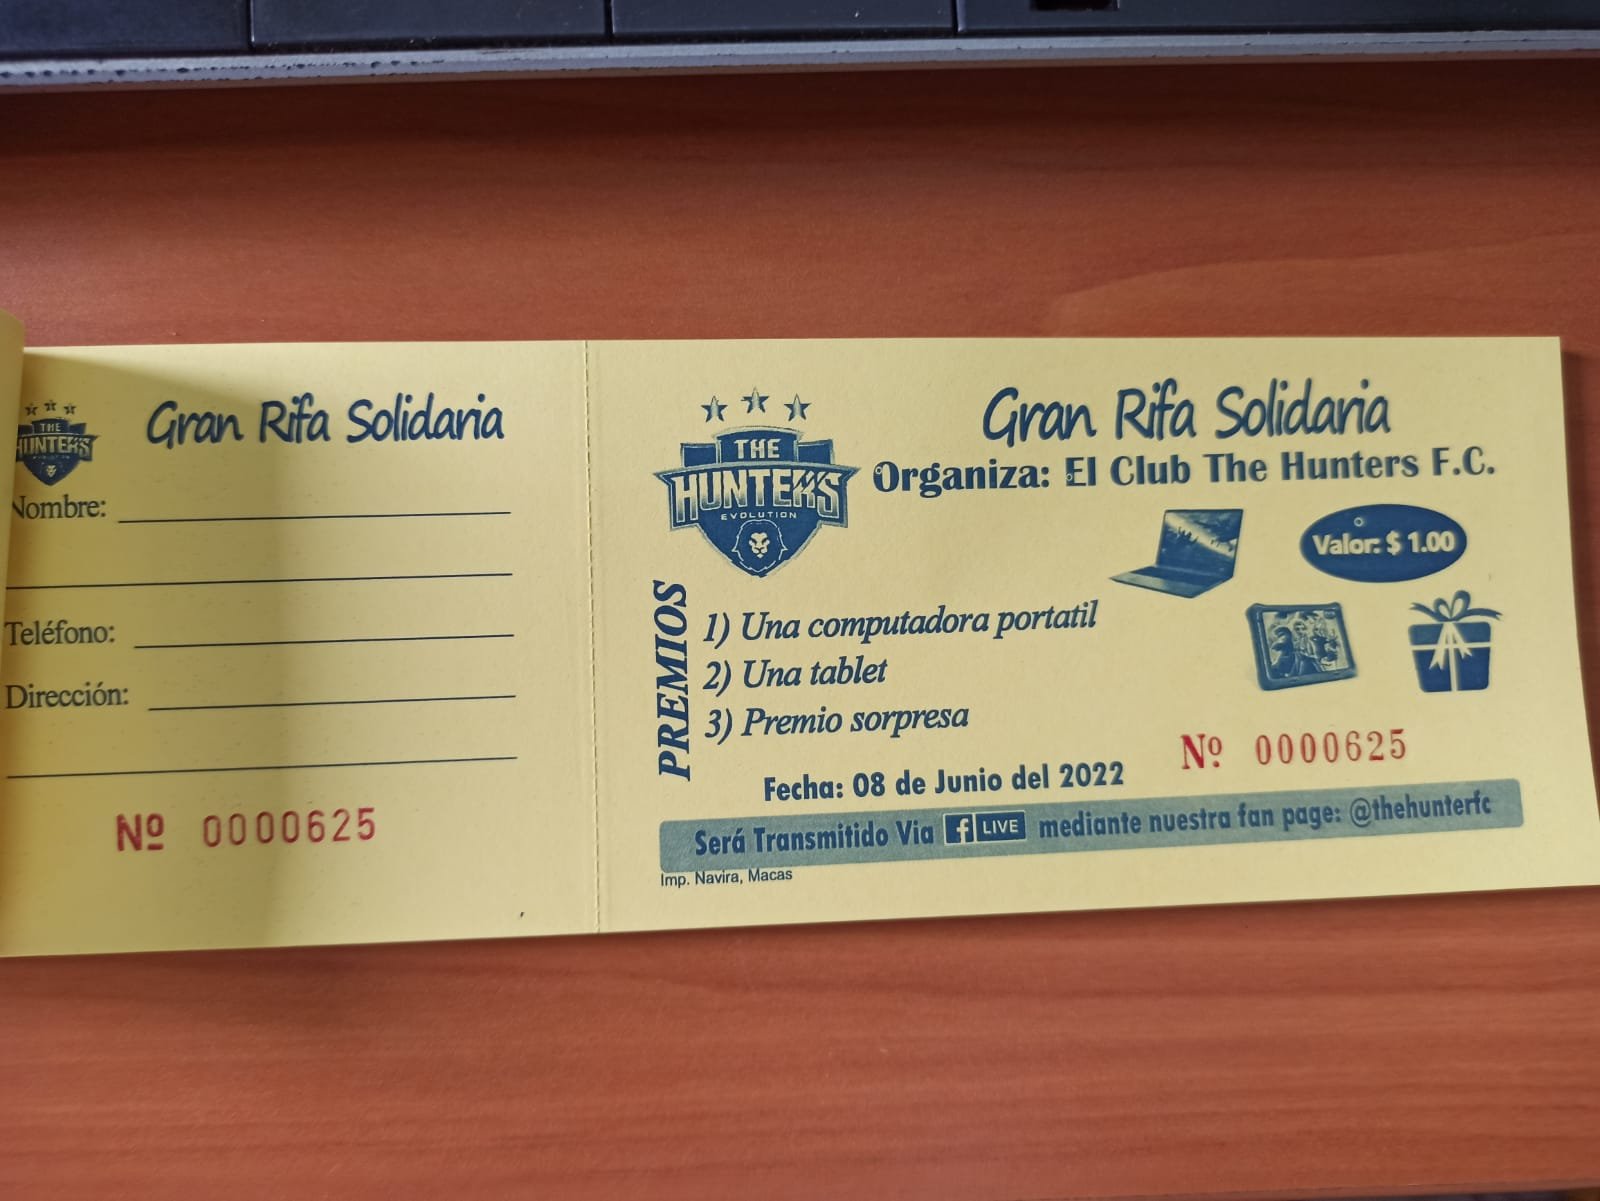 THE
HUNTERS
EVOLUTION
Gran Rifa Solidaria
Nombre:
Teléfono:
Dirección:
Nº 0000625
THE
HUNTERS
EVOLUTION
Gran Rifa Solidaria
Organiza: El Club The Hunters F.C.
Valor: $ 1.00
PREMIOS
1) Una computadora portatil
2) Una tablet
3) Premio sorpresa
Nº 0000625
Fecha: 08 de Junio del 2022
Será Transmitido Via f LIVE mediante nuestra fan page: @thehunterfc
Imp. Navira, Macas